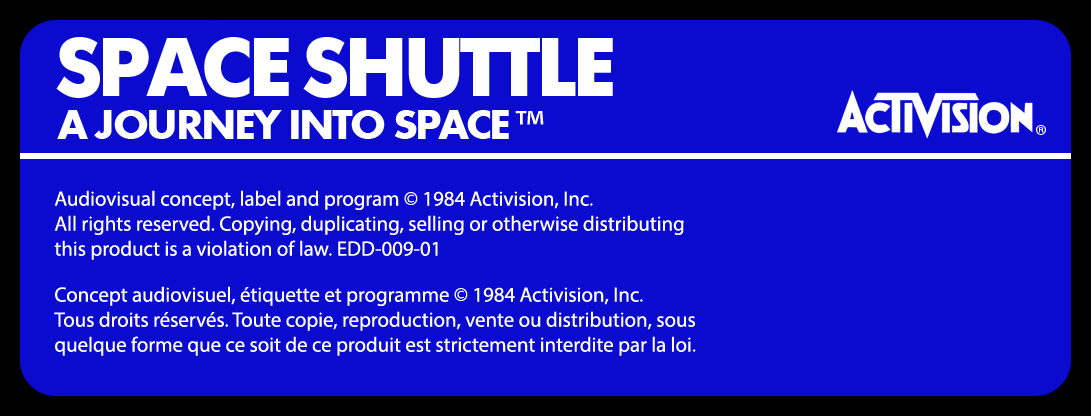 SPACE SHUTTLE
A JOURNEY INTO SPACE™
ACTIVISION®
Audiovisual concept, label and program © 1984 Activision, Inc.
All rights reserved. Copying, duplicating, selling or otherwise distributing
this product is a violation of law. EDD-009-01
Concept audiovisuel, étiquette et programme © 1984 Activision, Inc.
Tous droits réservés. Toute copie, reproduction, vente ou distribution, sous
quelque forme que ce soit de ce produit est strictement interdite par la loi.